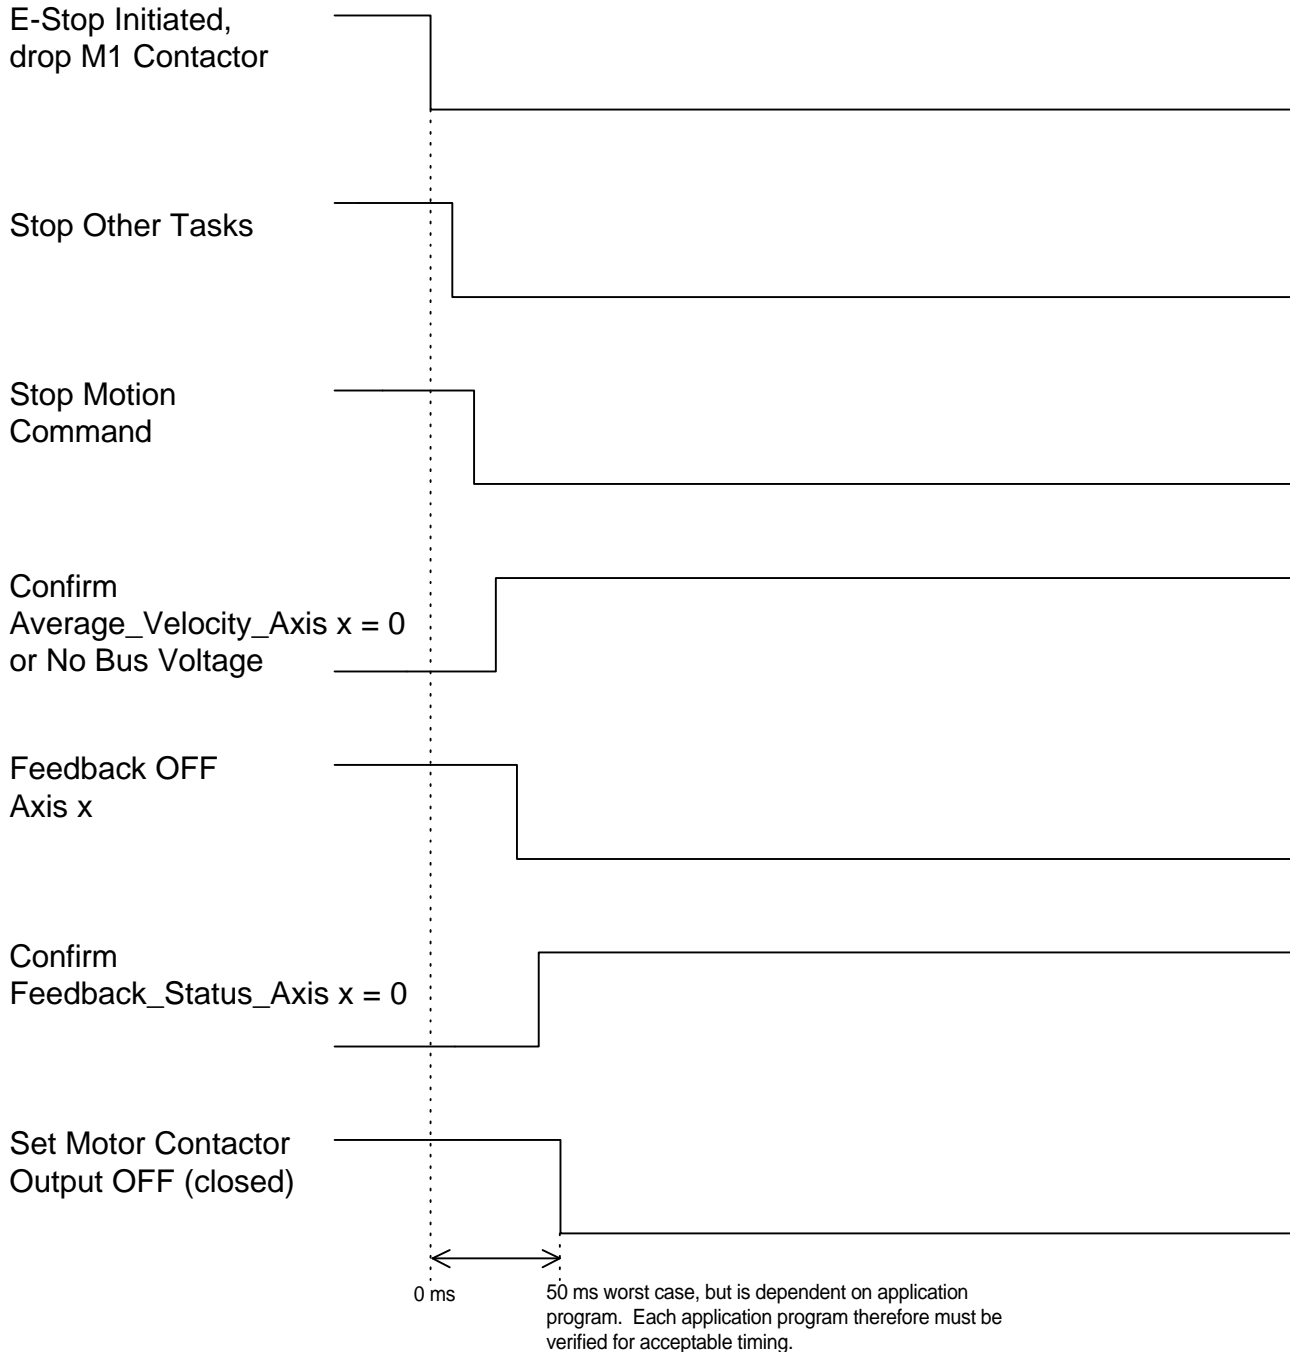 E-Stop Initiated,
drop M1 Contactor
Stop Other Tasks
Stop Motion
Command
Confirm
Average_Velocity_Axis x = 0
or No Bus Voltage
Feedback OFF
Axis x
Confirm
Feedback_Status_Axis x = 0
Set Motor Contactor
Output OFF (closed)
0 ms
50 ms worst case, but is dependent on application
program. Each application program therefore must be
verified for acceptable timing.